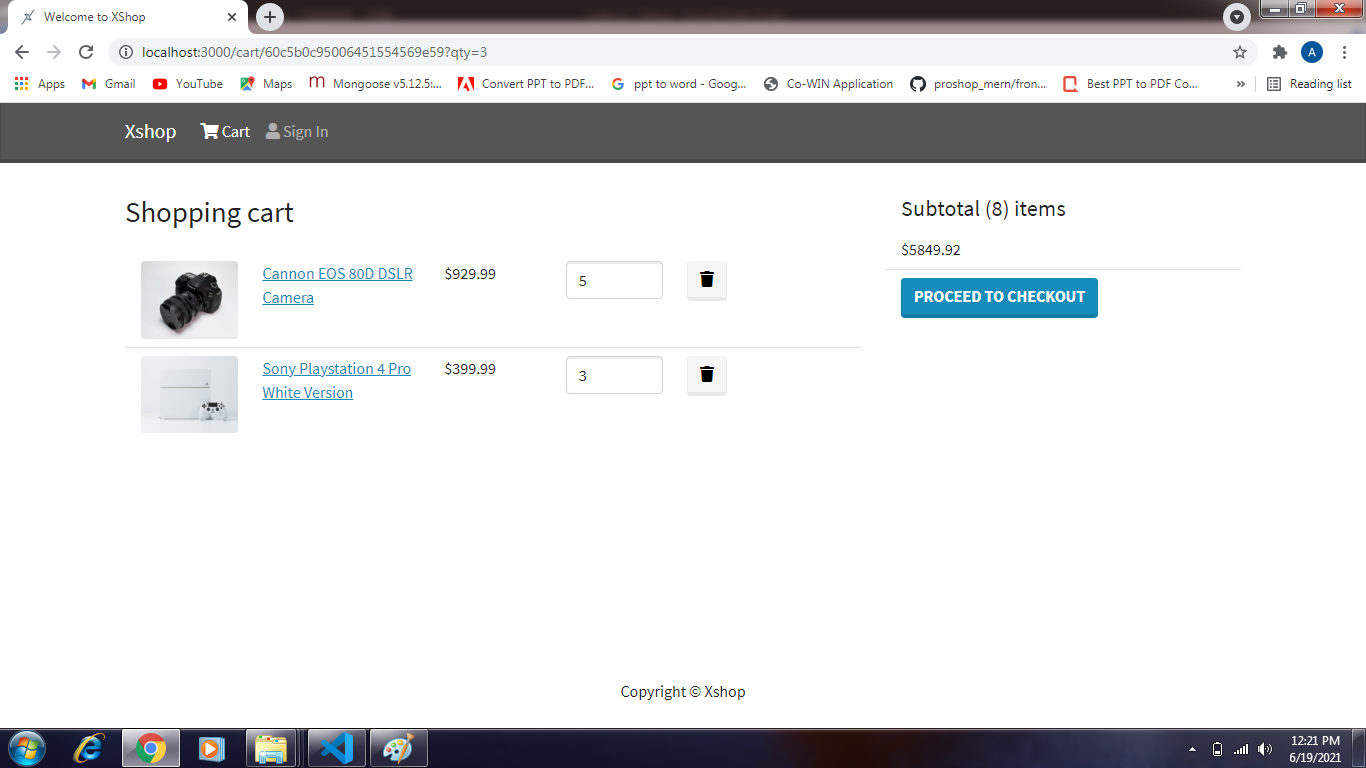 Welcome to XShop
localhost:3000/cart/60c5b0c95006451554569e59?qty=3
A
Apps Gmail YouTube Maps Mongoose v5.12.5:... Convert PPT to PDF... ppt to word - Goog... Co-WIN Application proshop_mern/fron... Best PPT to PDF Co... » Reading list
Xshop Cart Sign In
Shopping cart
Cannon EOS 80D DSLR
Camera
$929.99
5
Sony Playstation 4 Pro
White Version
$399.99
3
Subtotal (8) items
$5849.92
PROCEED TO CHECKOUT
Copyright © Xshop
12:21 PM
6/19/2021